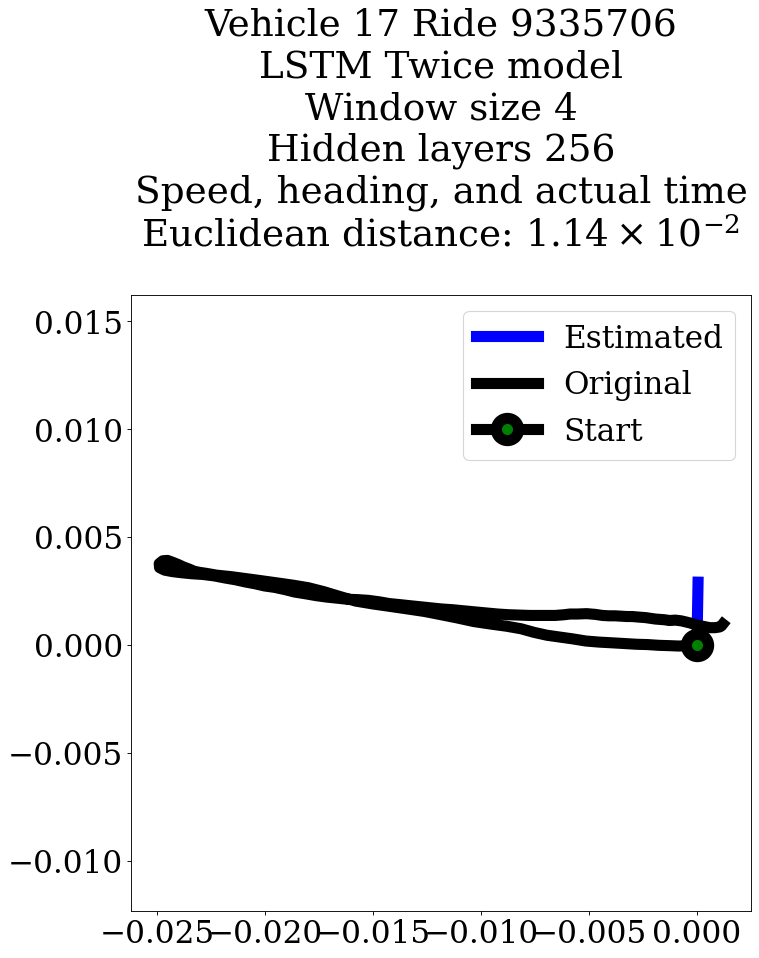 Vehicle 17 Ride 9335706
LSTM Twice model
Window size 4
Hidden layers 256
Speed, heading, and actual time
Euclidean distance: 1.14 × 10⁻²
Estimated
Original
Start
0.015
0.010
0.005
0.000
−0.005
−0.010
−0.025 −0.020 −0.015 −0.010 −0.005 0.000